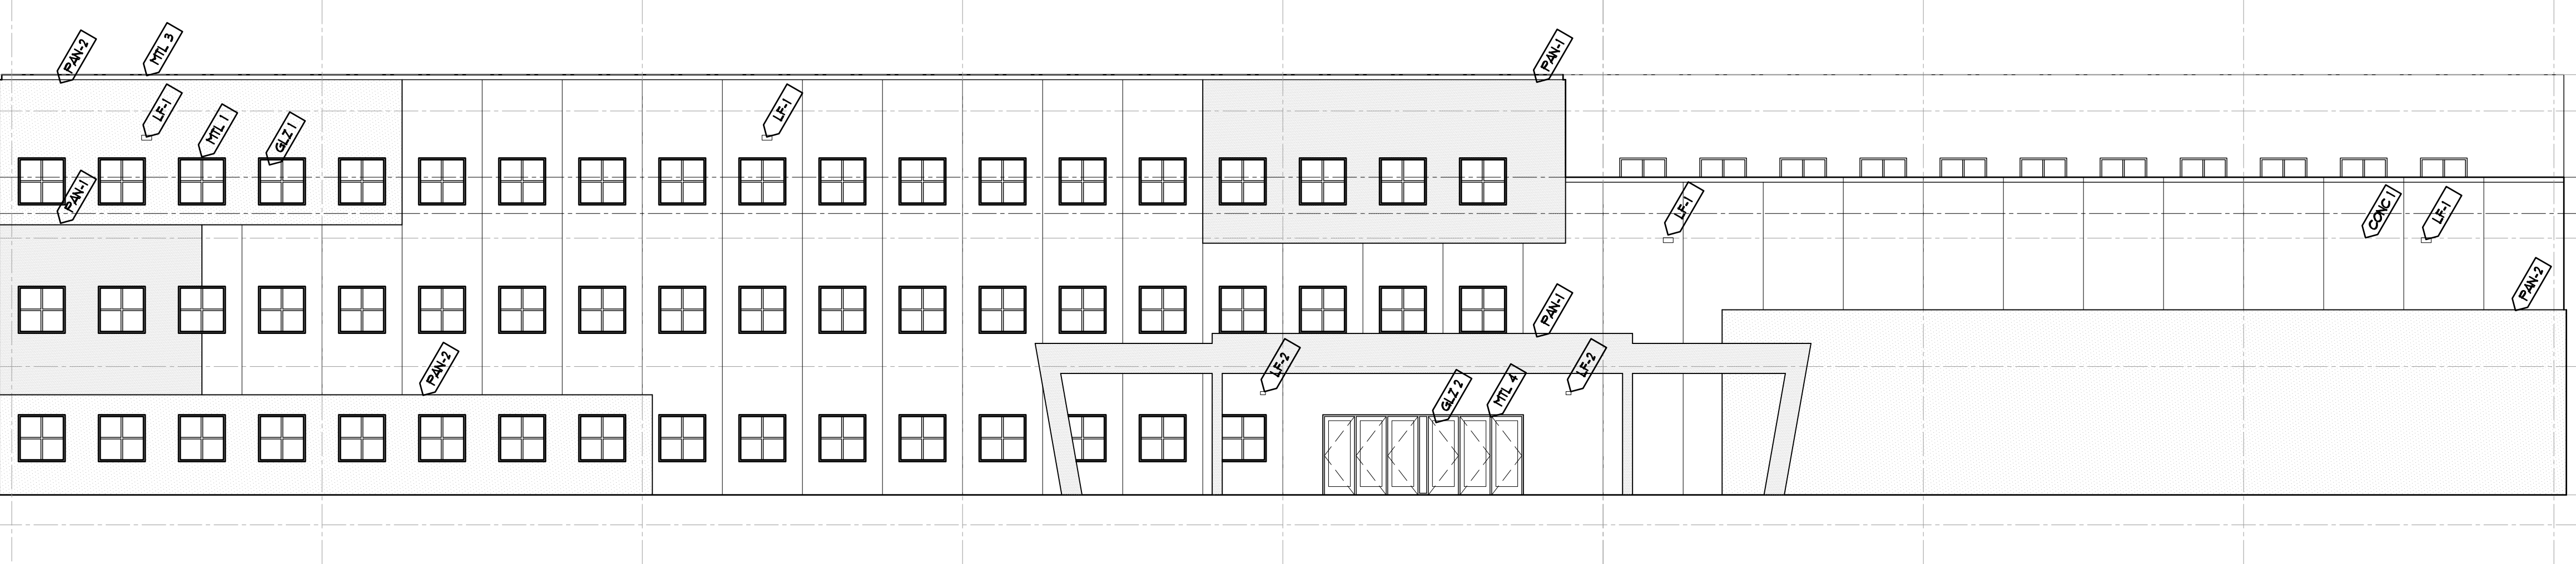 PAN-2
MTL 3
PAN-1
LF-1
MTL 1
GLZ 1
LF-1
PAN-1
LF-1
CONC 1
LF-1
PAN-2
PAN-1
PAN-2
LF-2
LF-2
GLZ 2
MTL 4